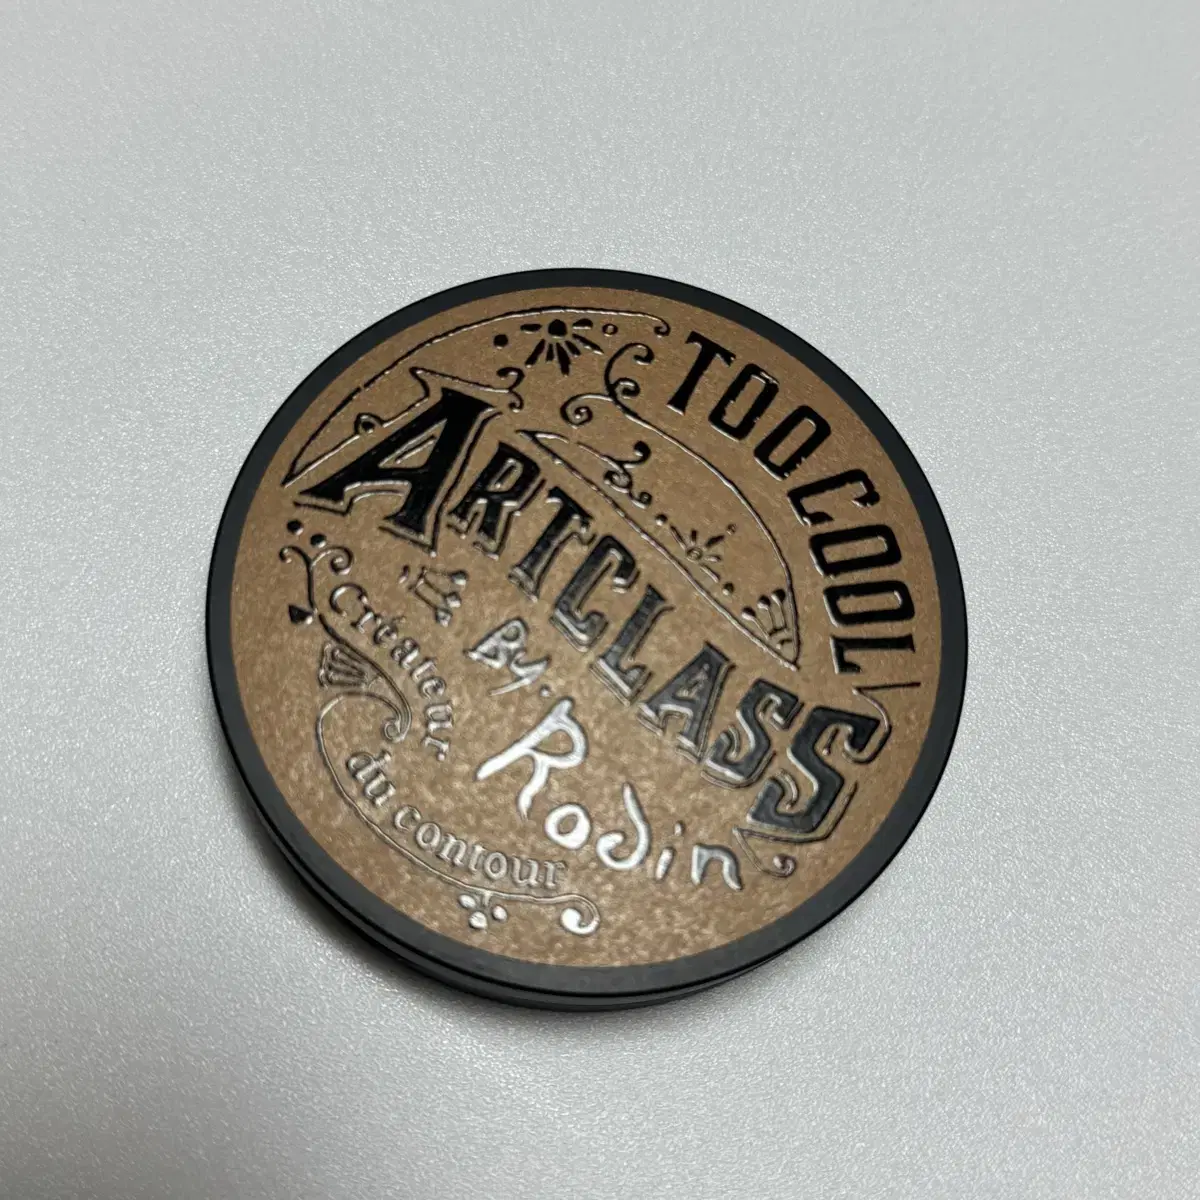 TOO COOL
ARTCLASS
By.
Rodin
Créateur
du contour